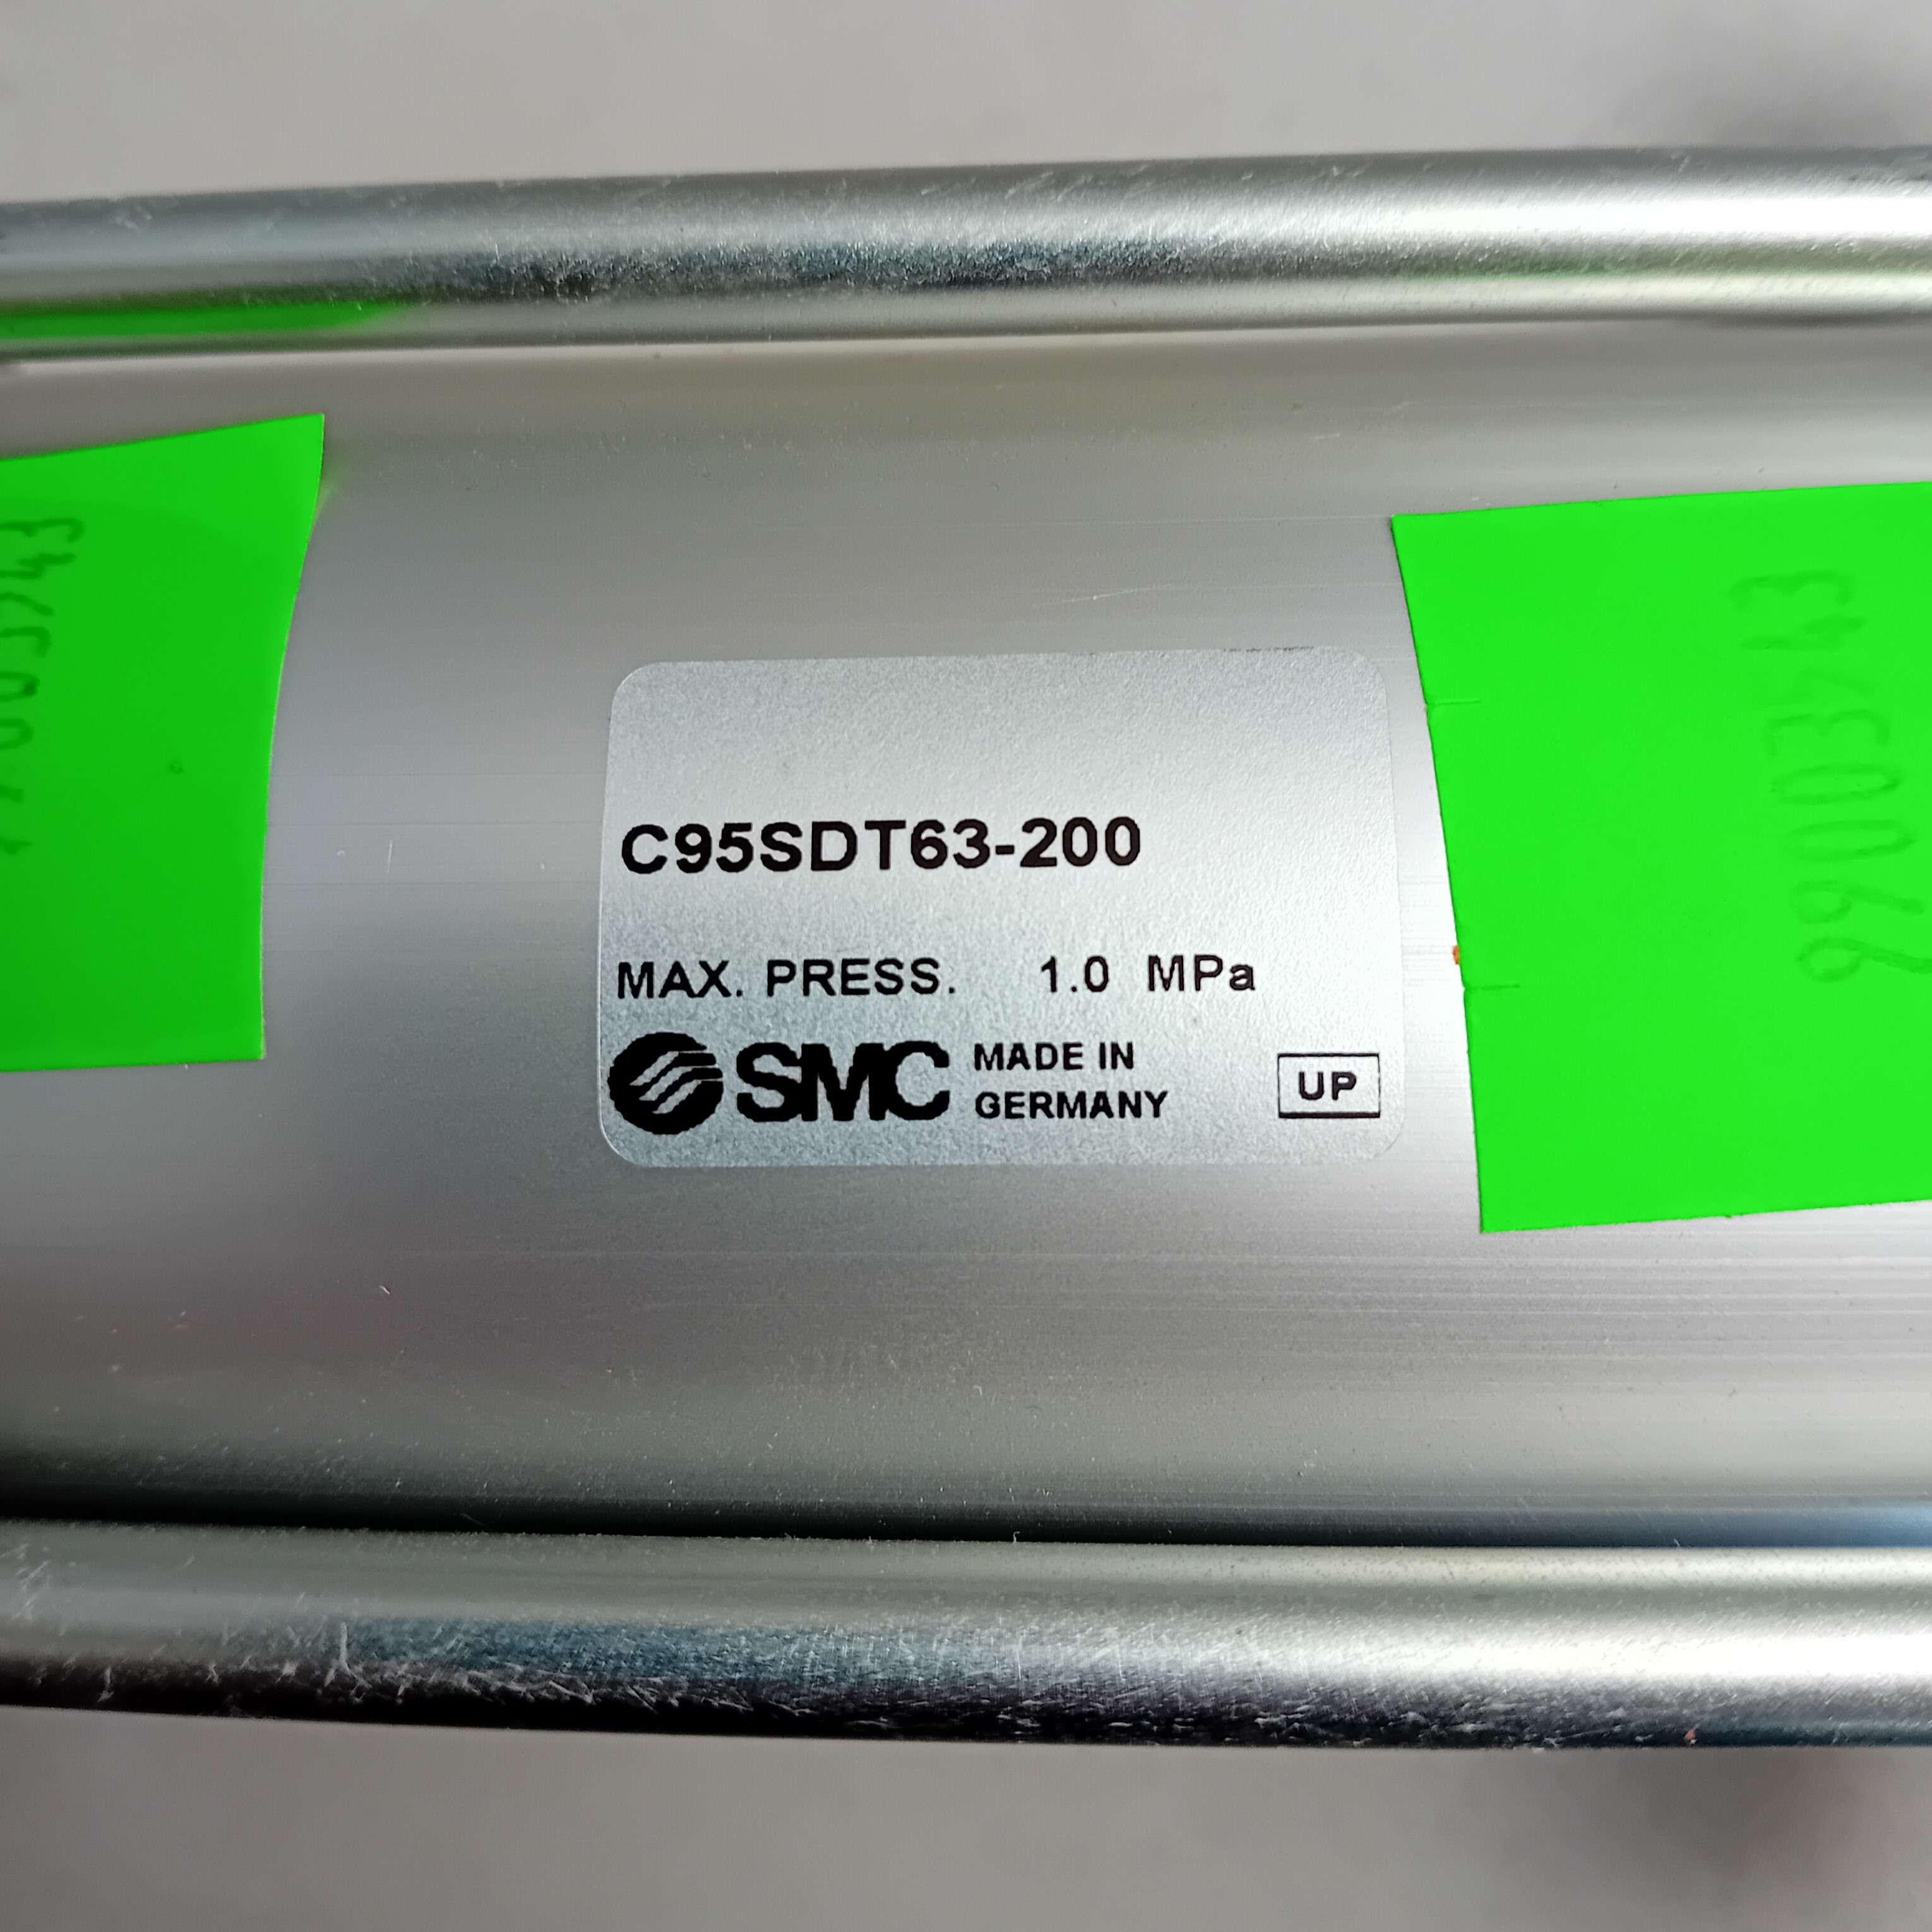 C95SDT63-200
MAX. PRESS. 1.0 MPa
SMC MADE IN
GERMANY
UP